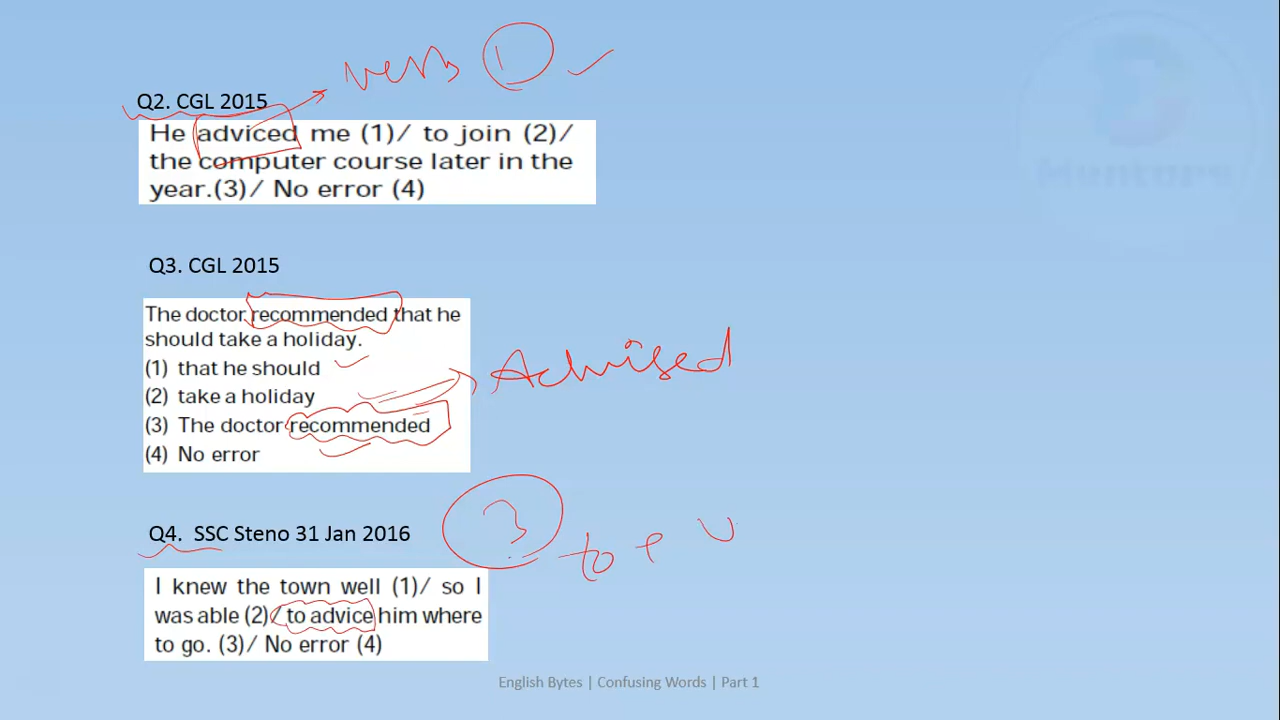 verb 1
Q2. CGL 2015
He adviced me (1)/ to join (2)/
the computer course later in the
year.(3)/ No error (4)
Q3. CGL 2015
The doctor recommended that he
should take a holiday.
(1) that he should
(2) take a holiday
(3) The doctor recommended
(4) No error
Advised
Q4. SSC Steno 31 Jan 2016
3 to + v
I knew the town well (1)/ so I
was able (2)/ to advice him where
to go. (3)/ No error (4)
English Bytes | Confusing Words | Part 1